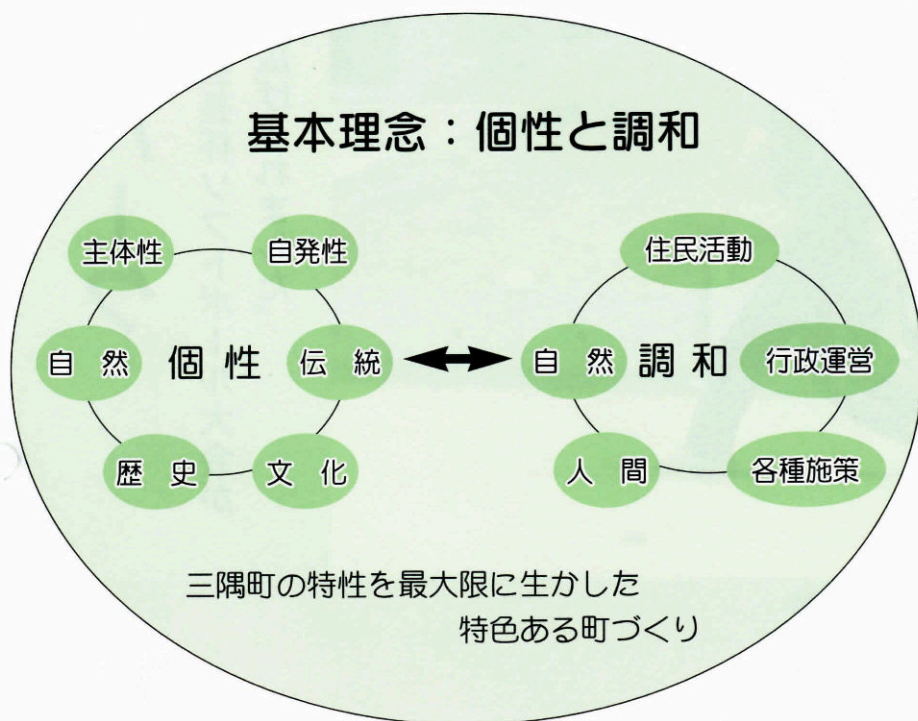 基本理念：個性と調和
主体性
自発性
自然
個性
伝統
歴史
文化
住民活動
自然
調和
行政運営
人間
各種施策
三隅町の特性を最大限に生かした
特色ある町づくり